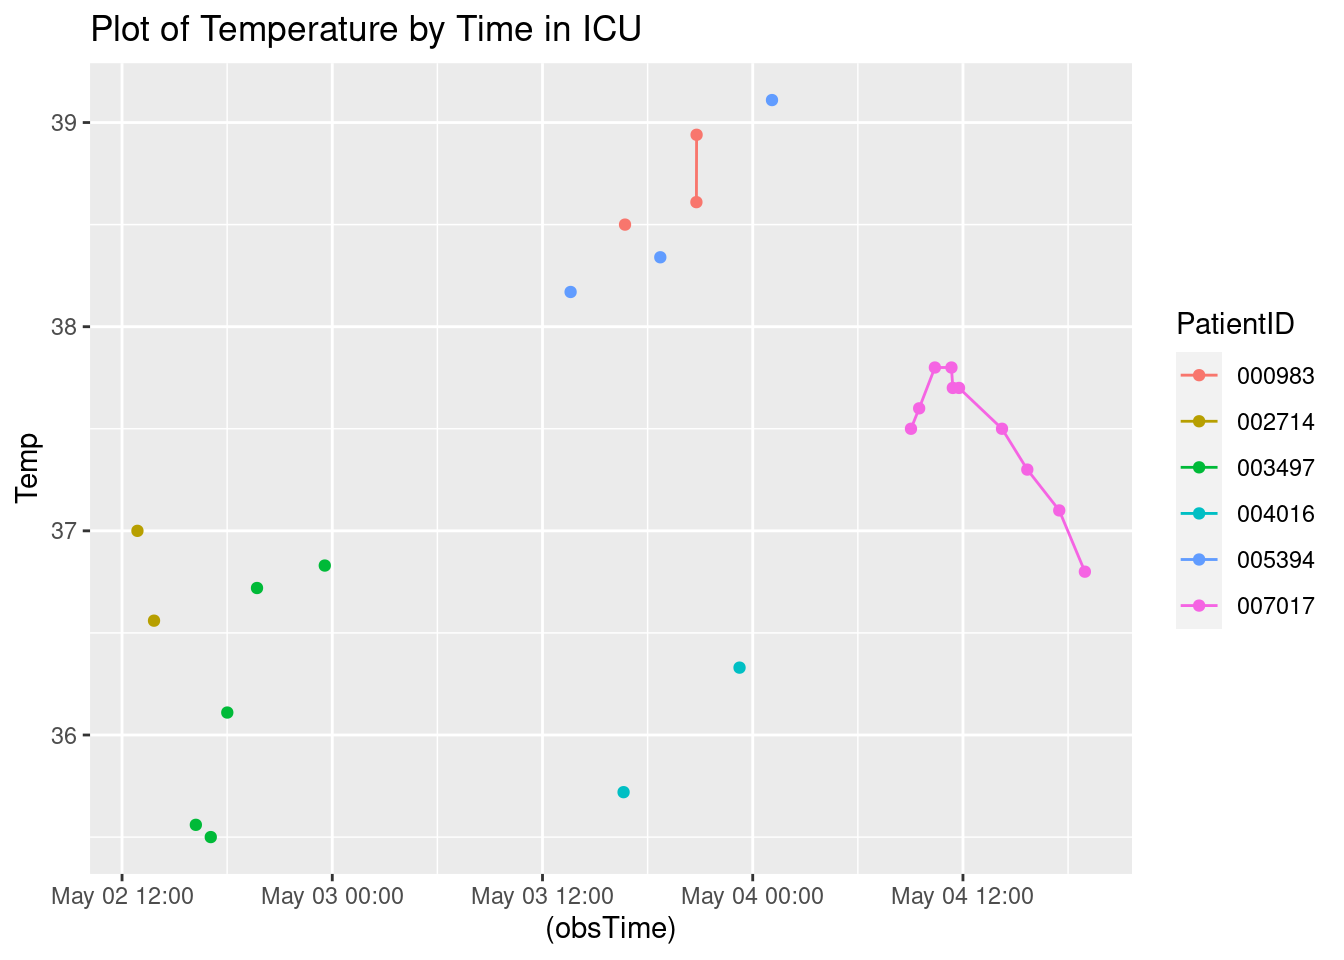 Plot of Temperature by Time in ICU
Temp
39
38
37
36
May 02 12:00
May 03 00:00
May 03 12:00
May 04 00:00
May 04 12:00
(obsTime)
PatientID
000983
002714
003497
004016
005394
007017